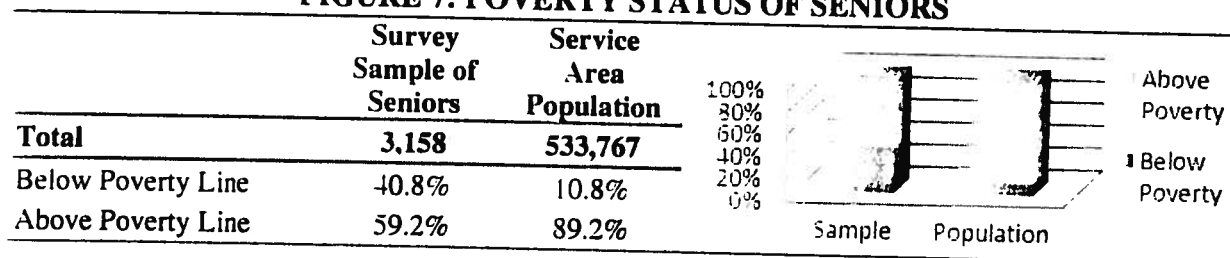 FIGURE 7. POVERTY STATUS OF SENIORS
Survey Sample of Seniors
Service Area Population
Total 3,158 533,767
Below Poverty Line 40.8% 10.8%
Above Poverty Line 59.2% 89.2%
100%
80%
60%
40%
20%
0%
Sample Population
Above Poverty
Below Poverty